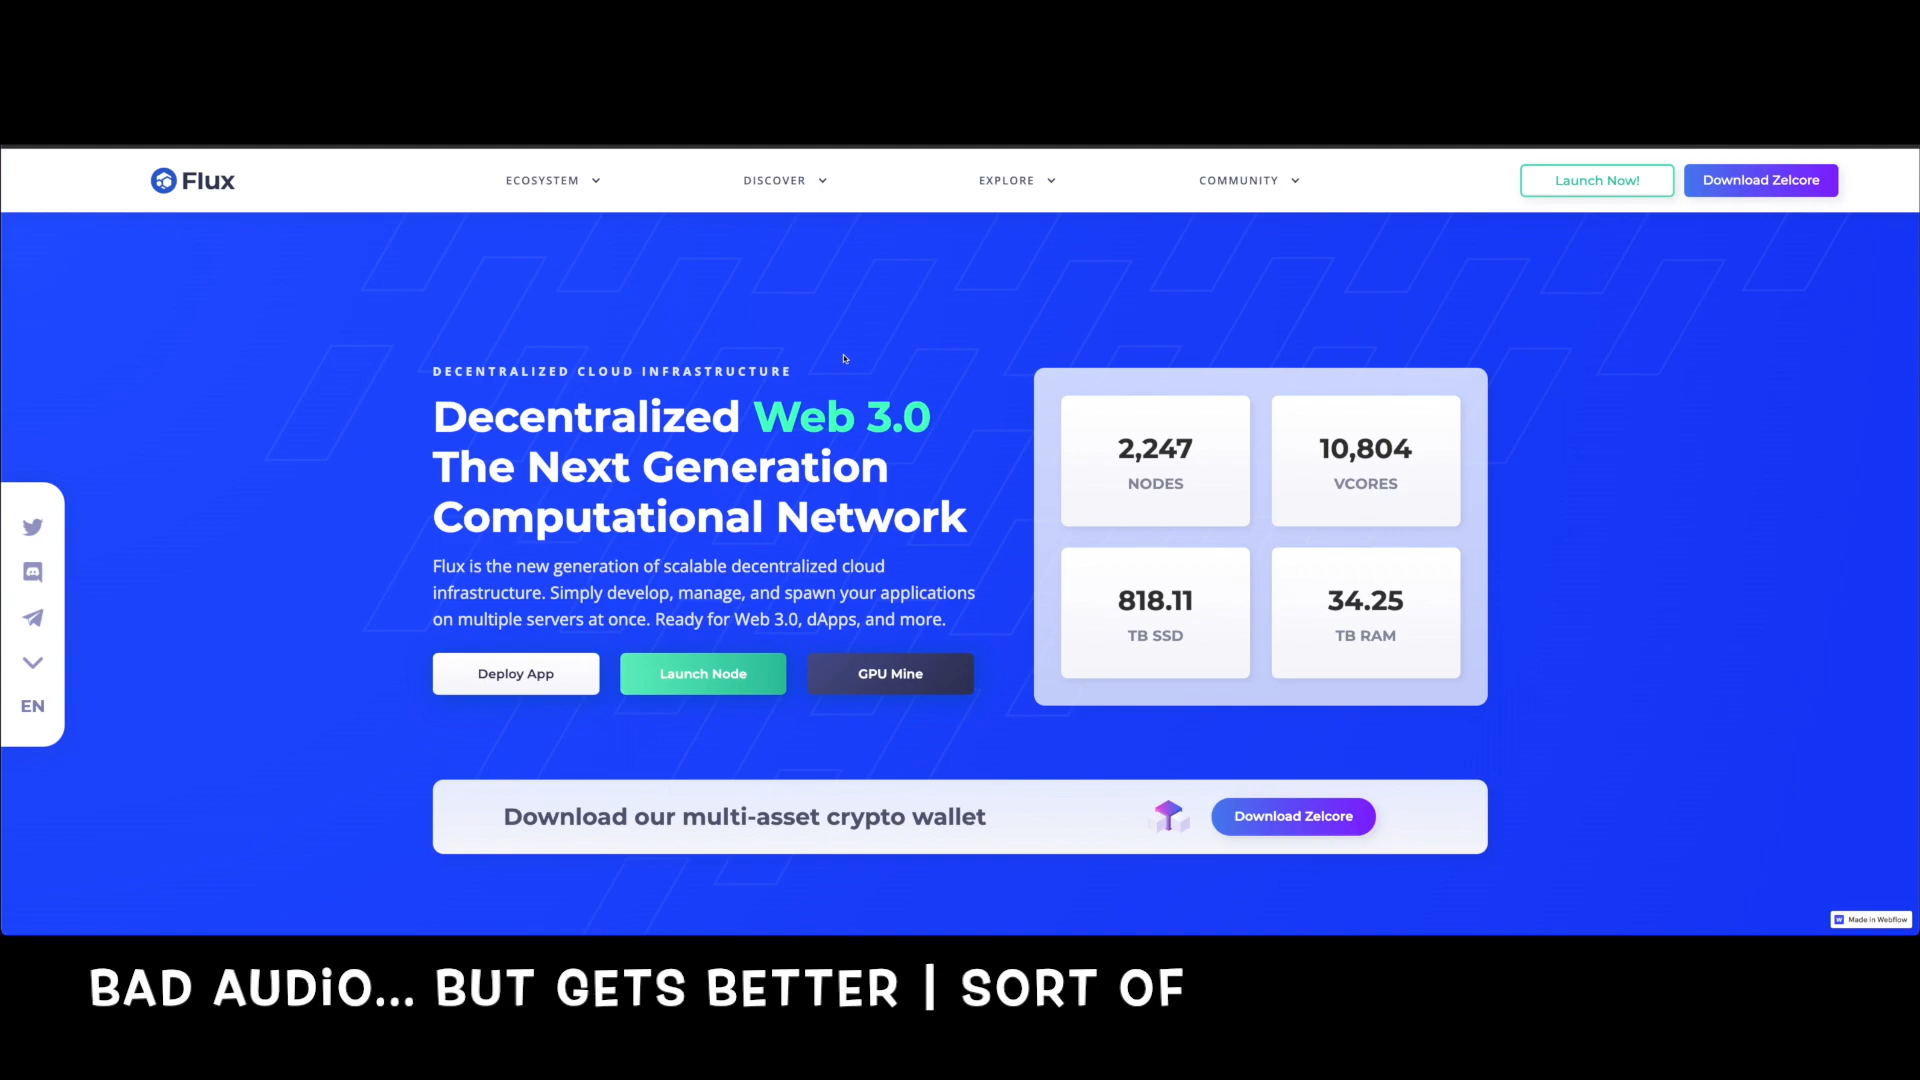 Flux
ECOSYSTEM
DISCOVER
EXPLORE
COMMUNITY
Launch Now!
Download Zelcore
DECENTRALIZED CLOUD INFRASTRUCTURE
Decentralized Web 3.0
The Next Generation
Computational Network
Flux is the new generation of scalable decentralized cloud
infrastructure. Simply develop, manage, and spawn your applications
on multiple servers at once. Ready for Web 3.0, dApps, and more.
Deploy App
Launch Node
GPU Mine
2,247
NODES
10,804
VCORES
818.11
TB SSD
34.25
TB RAM
EN
Download our multi-asset crypto wallet
Download Zelcore
Made in Webflow
BAD AUDiO... BUT GETS BETTER | SORT OF